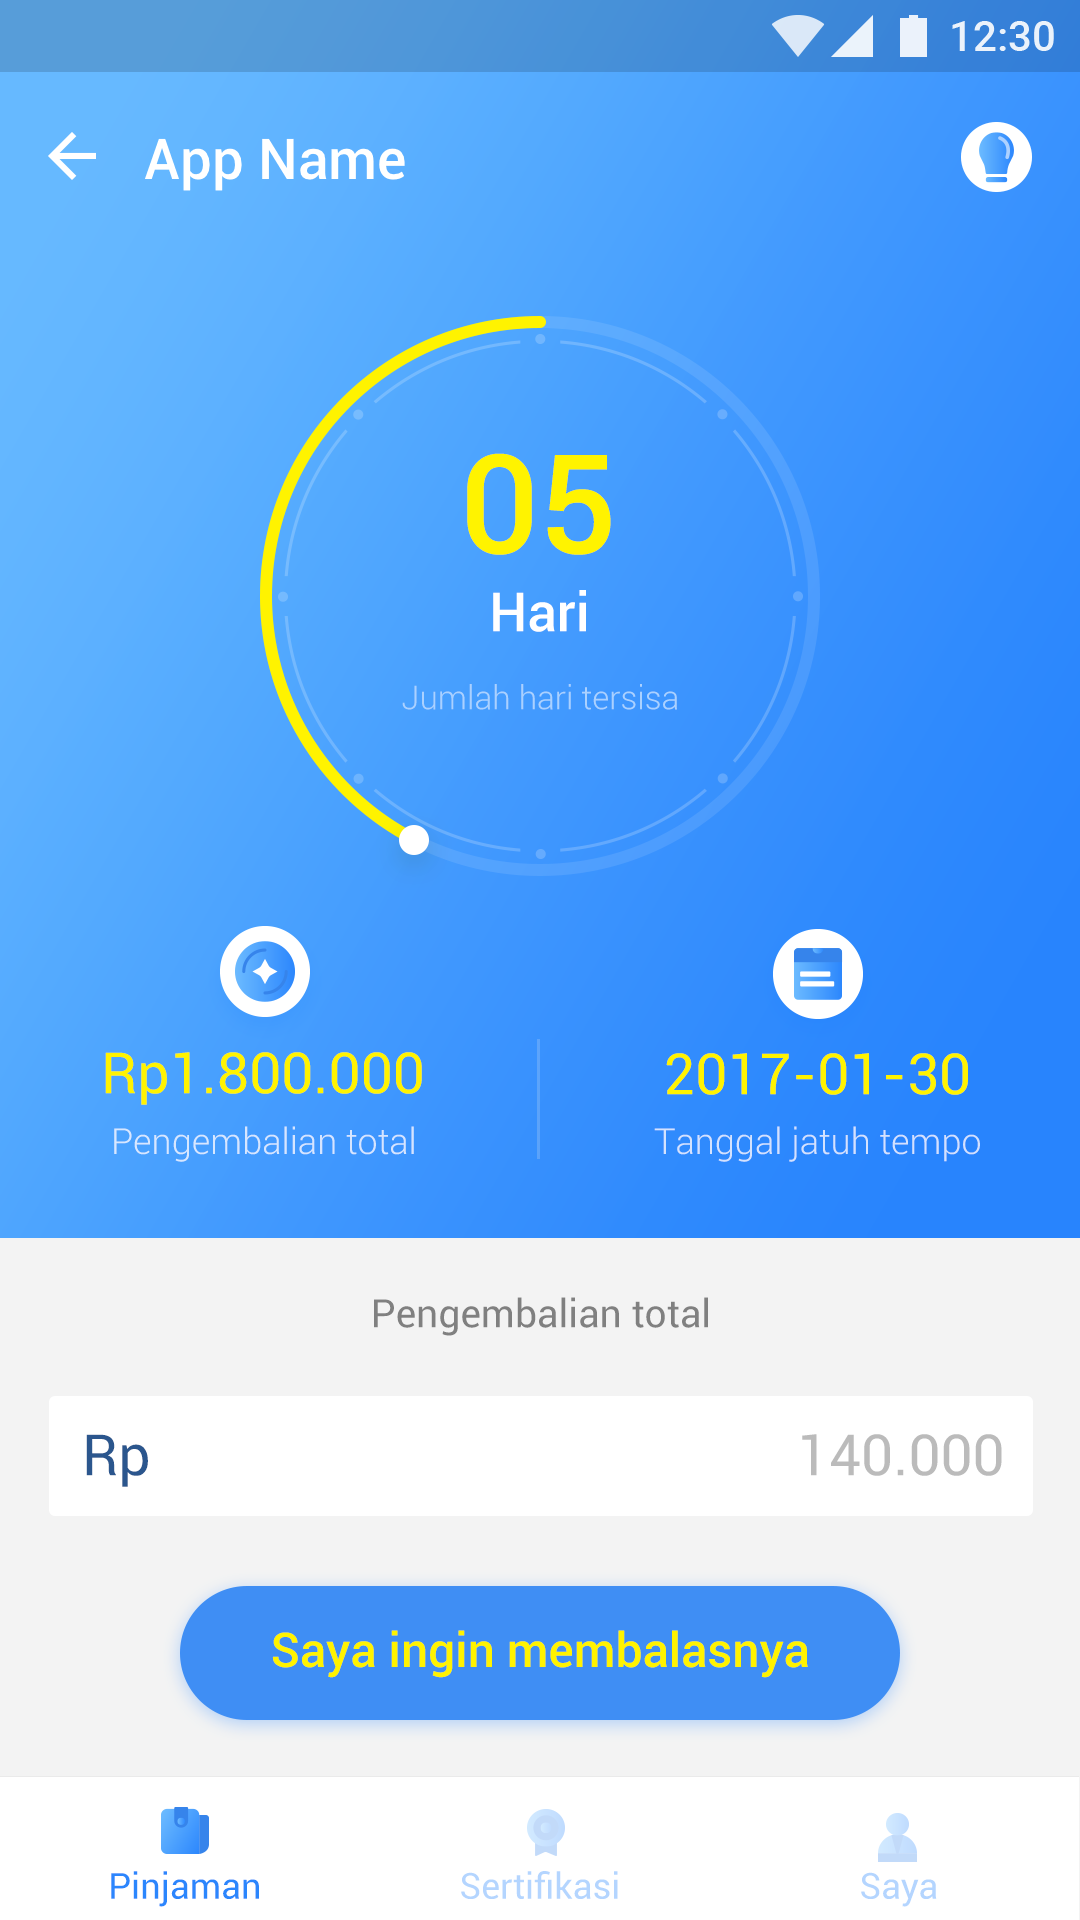 12:30
App Name
05
Hari
Jumlah hari tersisa
Rp1.800.000
2017-01-30
Pengembalian total
Tanggal jatuh tempo
Pengembalian total
Rp
140.000
Saya ingin membalasnya
Pinjaman
Sertifikasi
Saya